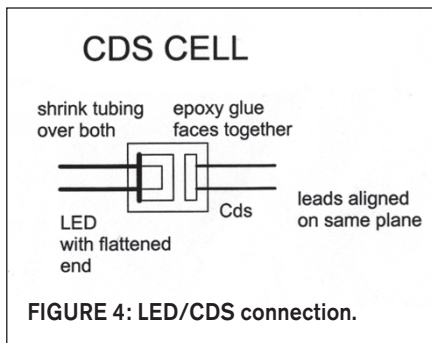 CDS CELL
shrink tubing
over both
epoxy glue
faces together
LED
with flattened
end
Cds
leads aligned
on same plane
FIGURE 4: LED/CDS connection.